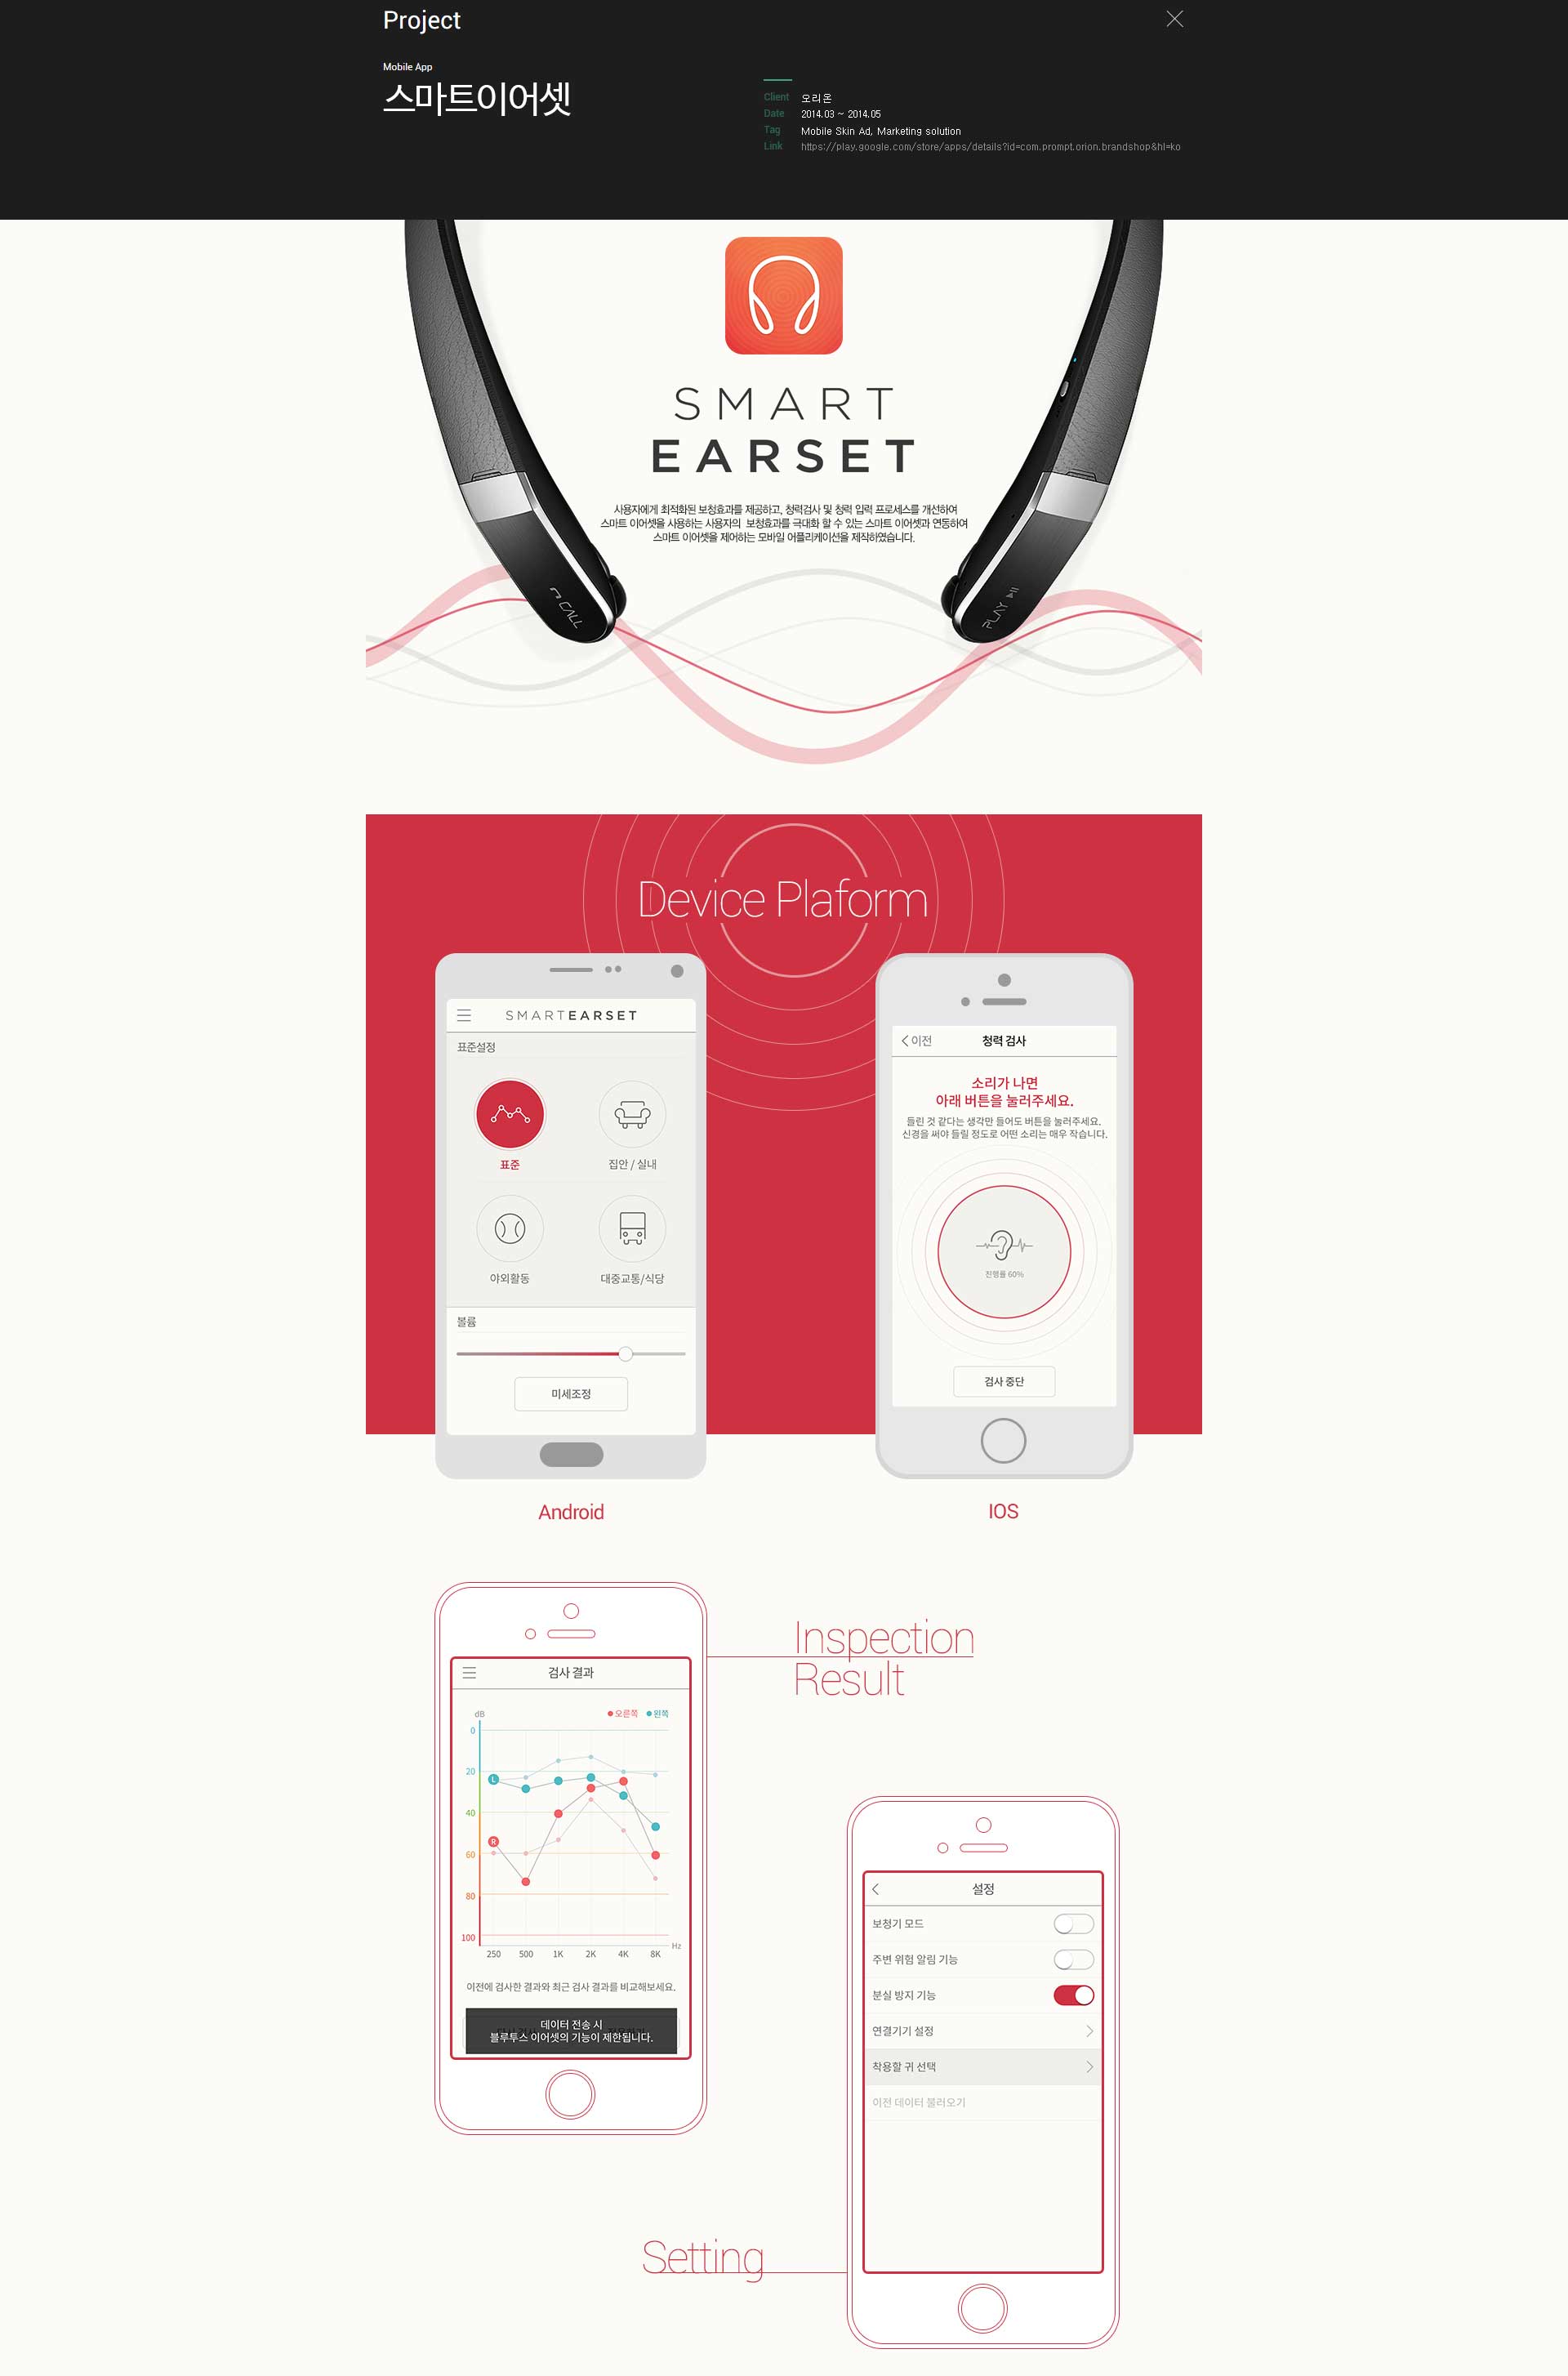 Project
Mobile App
스마트이어셋
Client 오리온
Date 2014.03 ~ 2014.05
Tag Mobile Skin Ad, Marketing solution
Link https://play.google.com/store/apps/details?id=com.prompt.orion.brandshop&hl=ko
SMART
EARSET
사용자에게 최적화된 보청효과를 제공하고, 청력검사 및 청력 입력 프로세스를 개선하여
스마트 이어셋을 사용하는 사용자의 보청효과를 극대화 할 수 있는 스마트 이어셋과 연동하여
스마트 이어셋을 제어하는 모바일 어플리케이션을 제작하였습니다.
CALL
PLAY
Device Plaform
SMARTEARSET
표준설정
표준
집안 / 실내
야외활동
대중교통/식당
볼륨
미세조정
Android
이전
청력 검사
소리가 나면
아래 버튼을 눌러주세요.
들린 것 같다는 생각만 들어도 버튼을 눌러주세요.
신경을 써야 들릴 정도로 어떤 소리는 매우 작습니다.
진행률 60%
검사 중단
IOS
Inspection
Result
검사 결과
dB
오른쪽 왼쪽
0
20
40
60
80
100
L
R
250 500 1K 2K 4K 8K Hz
이전에 검사한 결과와 최근 검사 결과를 비교해보세요.
데이터 전송 시
블루투스 이어셋의 기능이 제한됩니다.
설정
보청기 모드
주변 위험 알림 기능
분실 방지 기능
연결기기 설정
착용할 귀 선택
이전 데이터 불러오기
Setting